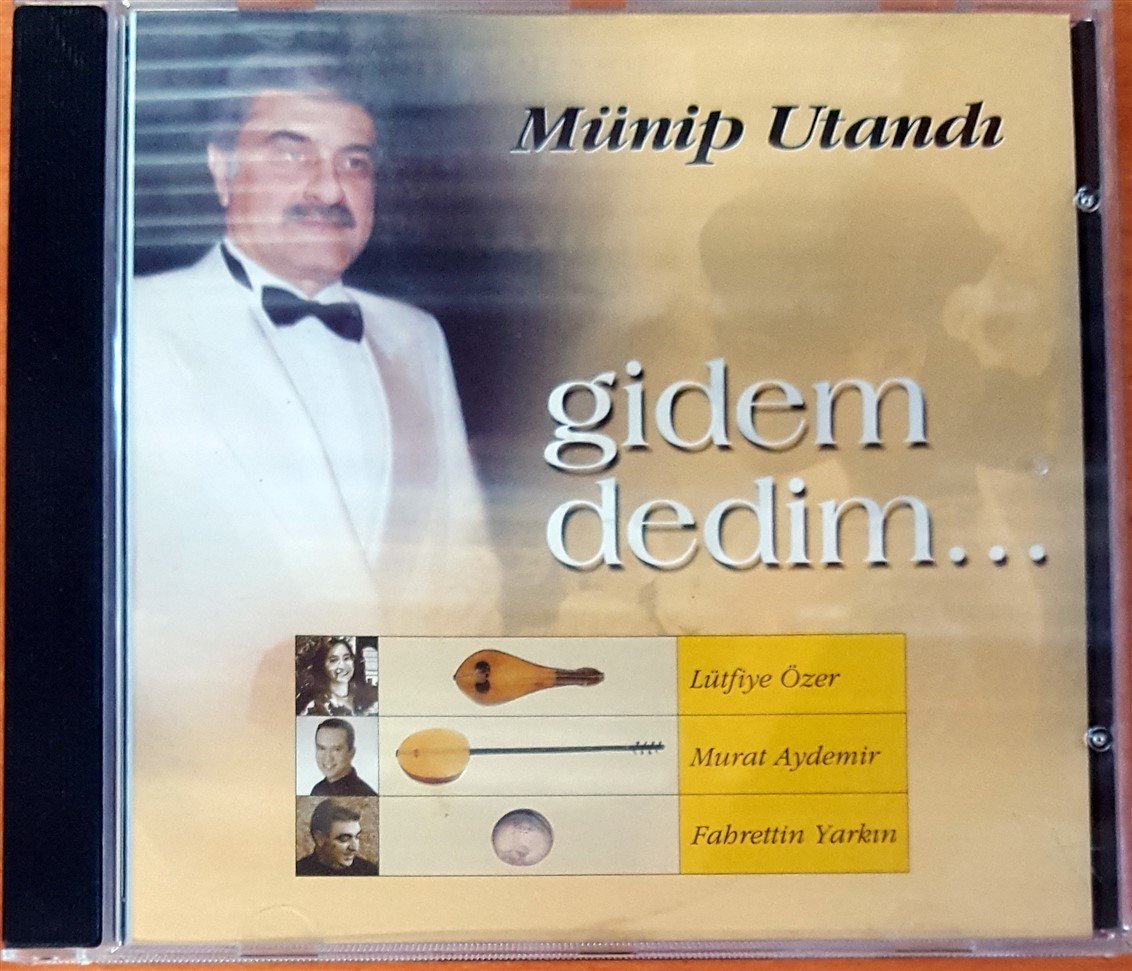 Münip Utandı
gidem
dedim...
Lütfiye Özer
Murat Aydemir
Fahrettin Yarkın